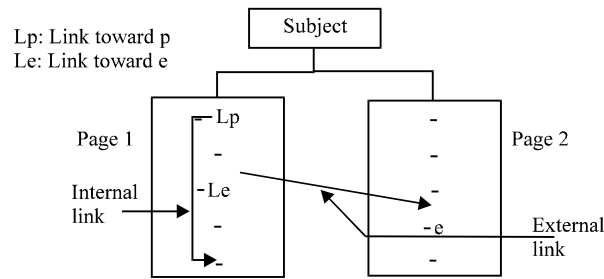 Subject
Lp: Link toward p
Le: Link toward e
- Lp
-
Page 1
-
-
Page 2
- Le
-
Internal
link
-
- e
External
link
-
-